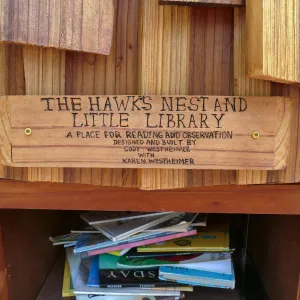 THE HAWK'S NEST AND
LITTLE LIBRARY
A PLACE FOR READING AND OBSERVATION
DESIGNED AND BUILT BY
CODY WESTHEIMER
WITH
KAREN WESTHEIMER